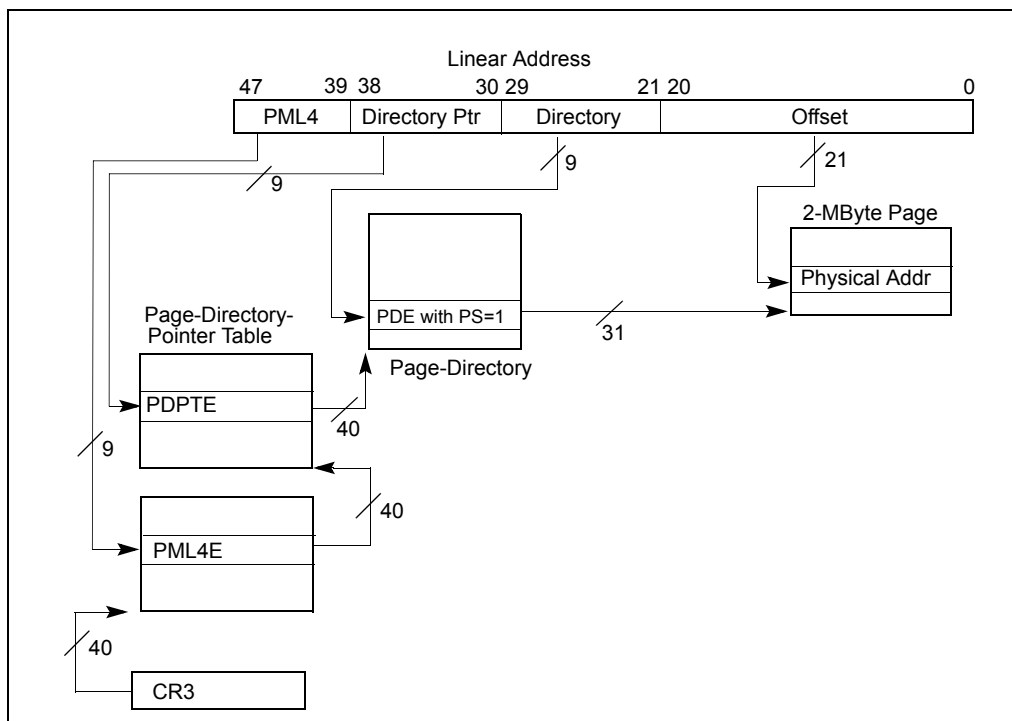 Linear Address
47 39 38 30 29 21 20 0
PML4 Directory Ptr Directory Offset
9 9 21
2-MByte Page
Physical Addr
PDE with PS=1
31
Page-Directory-
Pointer Table
Page-Directory
PDPTE
40
9
40
PML4E
40
CR3